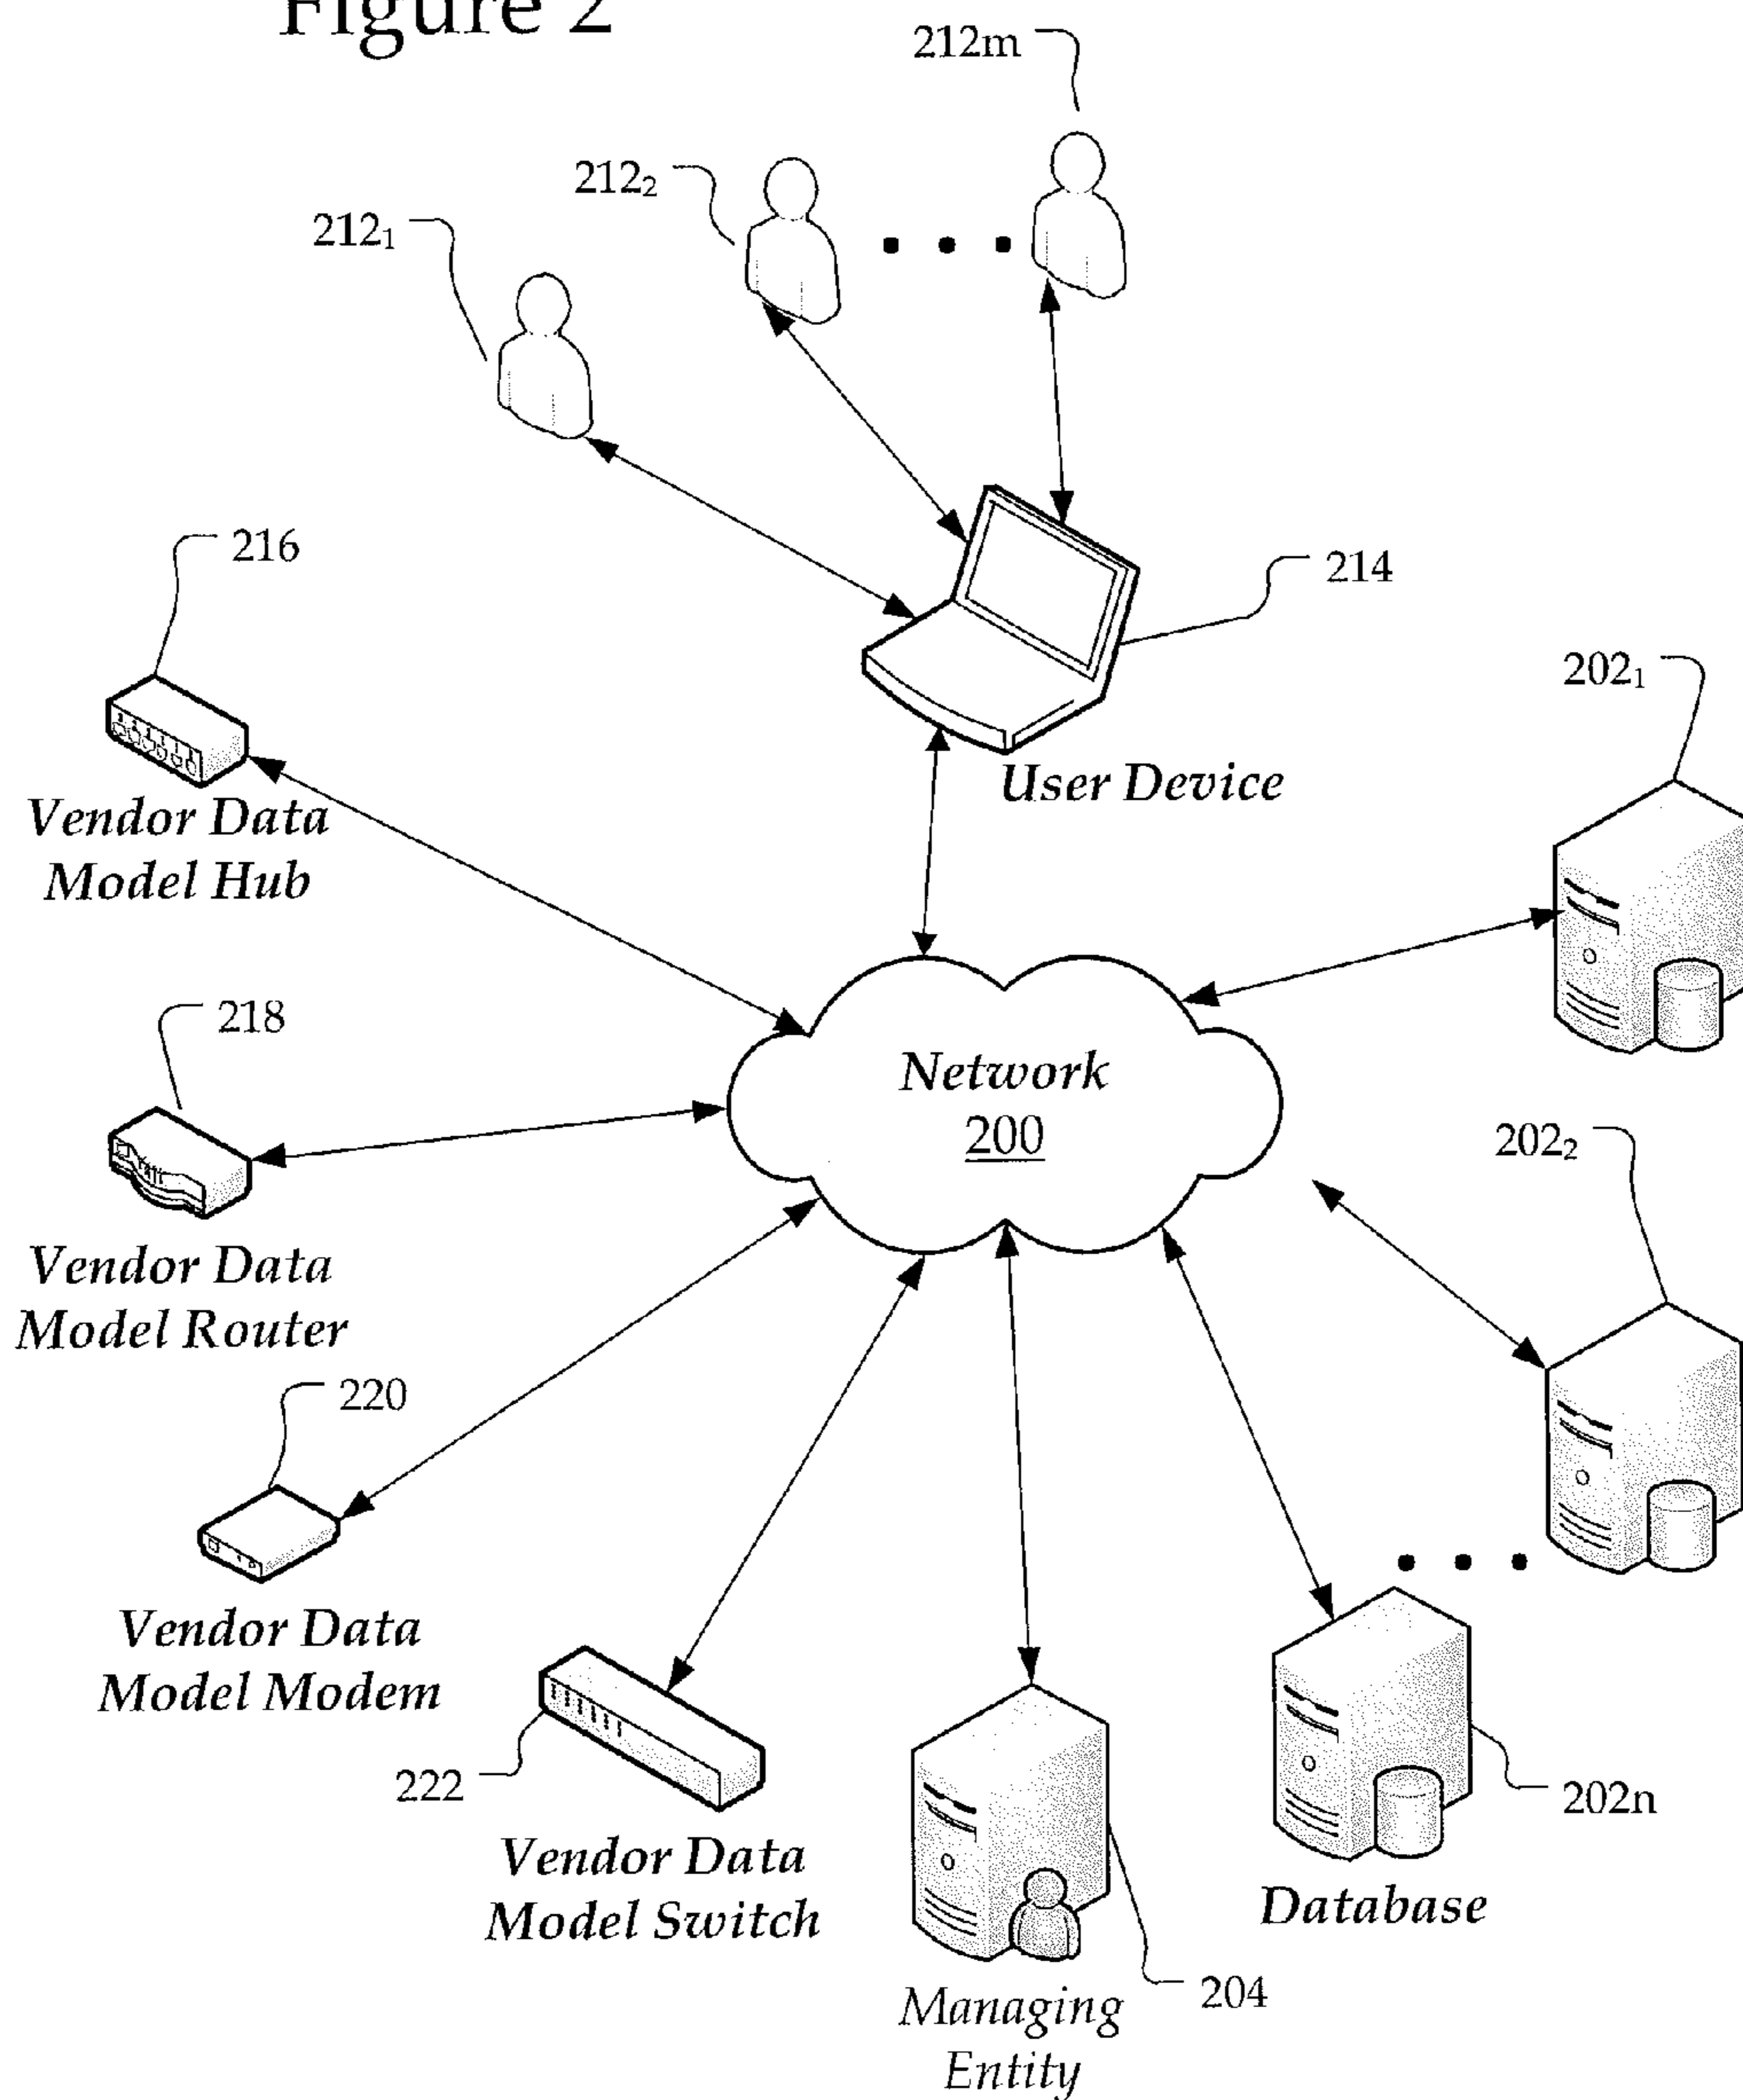 Figure 2
212m
212₂
212₁
216
214
202₁
Vendor Data
Model Hub
User Device
218
Network
200
202₂
Vendor Data
Model Router
220
Vendor Data
Model Modem
222
202n
Vendor Data
Model Switch
Database
204
Managing
Entity